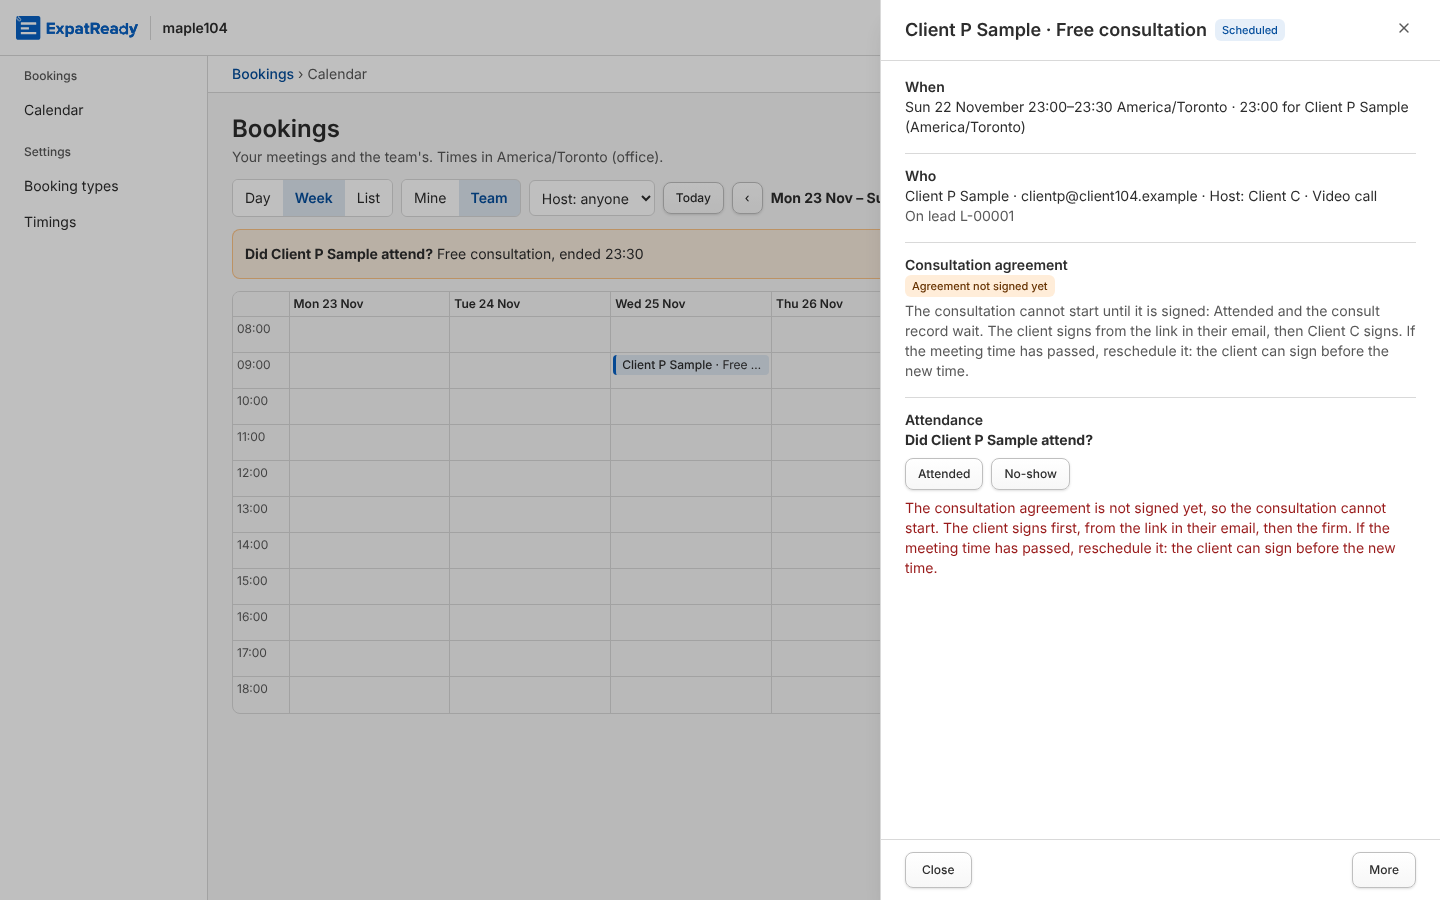 ExpatReady
maple104
Bookings
Calendar
Settings
Booking types
Timings
Bookings › Calendar
Bookings
Your meetings and the team's. Times in America/Toronto (office).
Day Week List Mine Team Host: anyone Today ‹ Mon 23 Nov – Su
Did Client P Sample attend? Free consultation, ended 23:30
Mon 23 Nov Tue 24 Nov Wed 25 Nov Thu 26 Nov
08:00
09:00 Client P Sample · Free ...
10:00
11:00
12:00
13:00
14:00
15:00
16:00
17:00
18:00
Client P Sample · Free consultation Scheduled
When
Sun 22 November 23:00–23:30 America/Toronto · 23:00 for Client P Sample
(America/Toronto)
Who
Client P Sample · clientp@client104.example · Host: Client C · Video call
On lead L-00001
Consultation agreement
Agreement not signed yet
The consultation cannot start until it is signed: Attended and the consult
record wait. The client signs from the link in their email, then Client C signs. If
the meeting time has passed, reschedule it: the client can sign before the
new time.
Attendance
Did Client P Sample attend?
Attended No-show
The consultation agreement is not signed yet, so the consultation cannot
start. The client signs first, from the link in their email, then the firm. If the
meeting time has passed, reschedule it: the client can sign before the new
time.
Close More